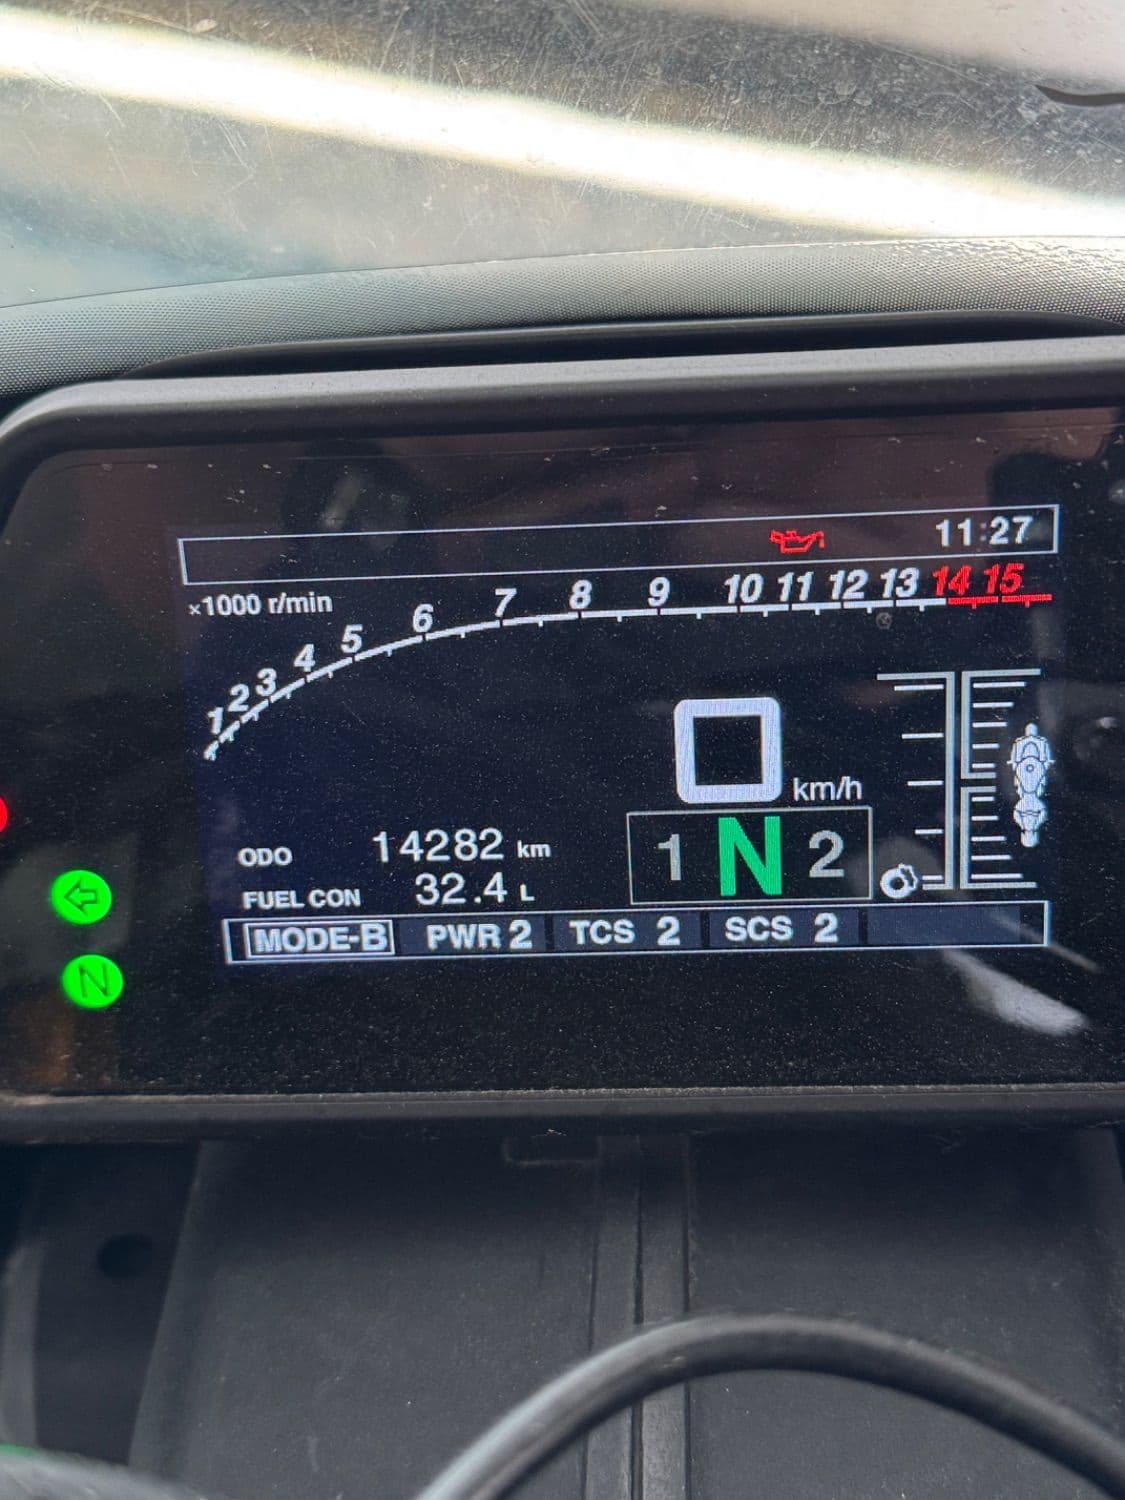 11:27
×1000 r/min
1 2 3 4 5 6 7 8 9 10 11 12 13 14 15
0 km/h
ODO 14282 km
1 N 2
FUEL CON 32.4 L
N
MODE-B PWR 2 TCS 2 SCS 2